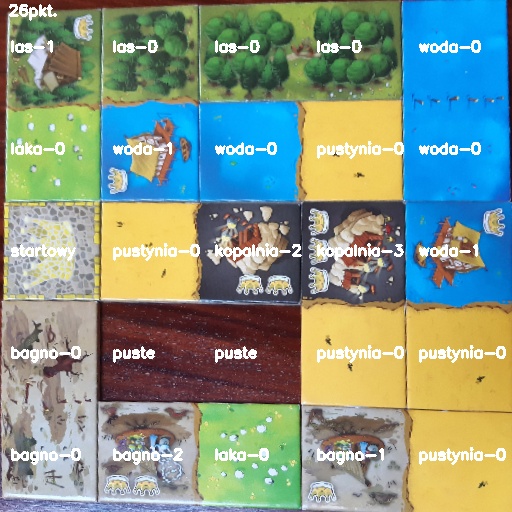 26pkt.
las-1 las-0 las-0 las-0 woda-0
łąka-0 woda-1 woda-0 pustynia-0 woda-0
startowy pustynia-0 kopalnia-2 kopalnia-3 woda-1
bagno-0 puste puste pustynia-0 pustynia-0
bagno-0 bagno-2 łąka-0 bagno-1 pustynia-0